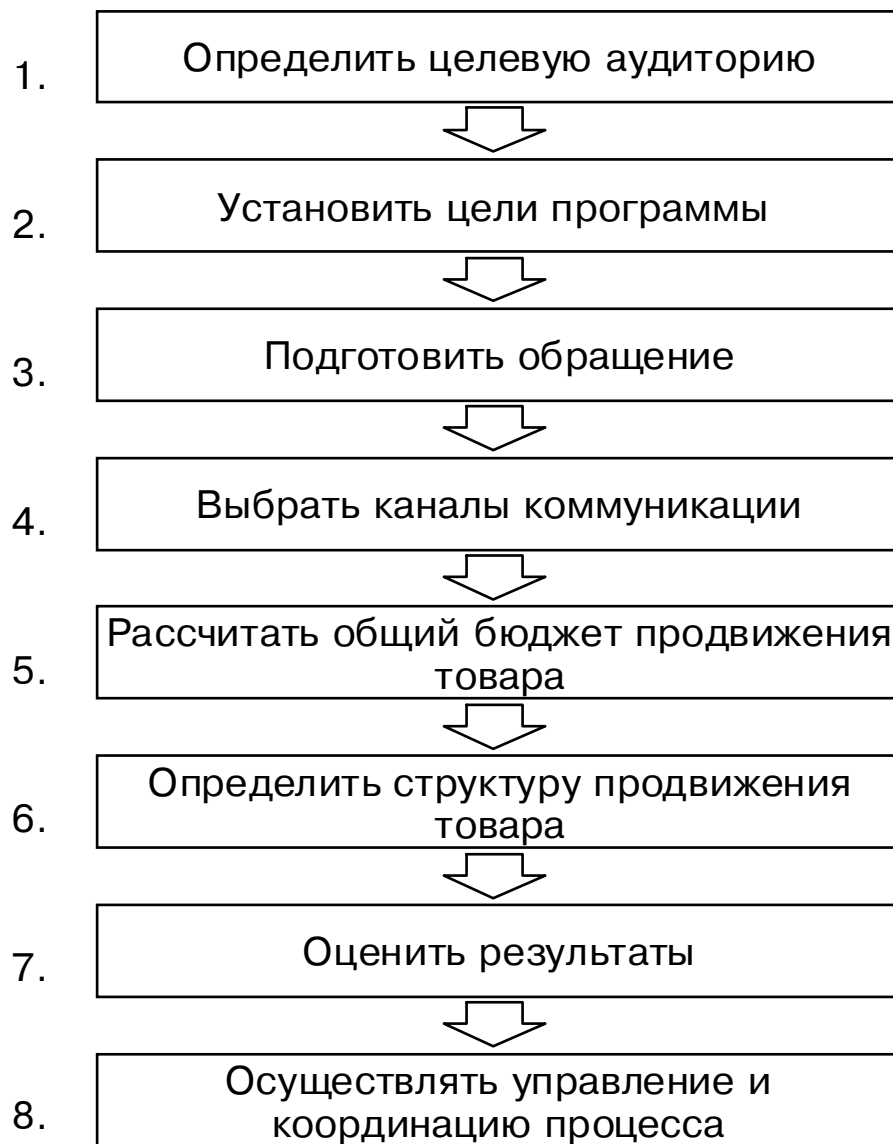 1. Определить целевую аудиторию
2. Установить цели программы
3. Подготовить обращение
4. Выбрать каналы коммуникации
5. Рассчитать общий бюджет продвижения
товара
6. Определить структуру продвижения
товара
7. Оценить результаты
8. Осуществлять управление и
координацию процесса